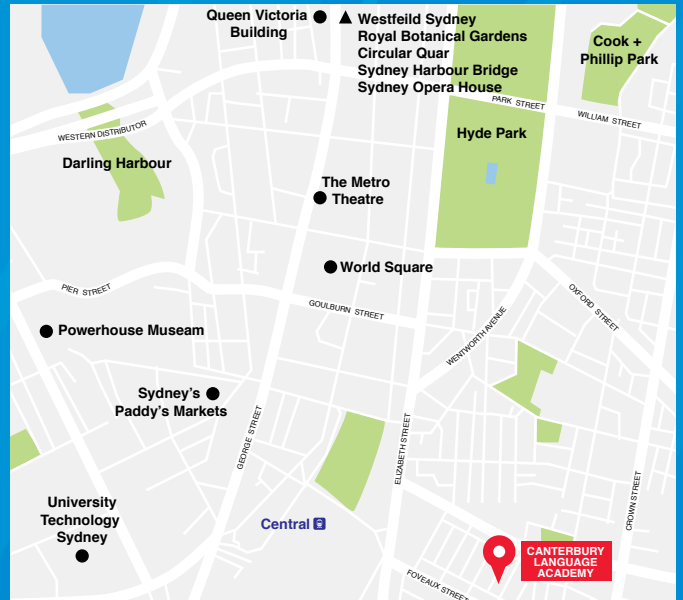 Queen Victoria
Building
Westfeild Sydney
Royal Botanical Gardens
Circular Quar
Sydney Harbour Bridge
Sydney Opera House
Cook +
Phillip Park
PARK STREET
WILLIAM STREET
WESTERN DISTRIBUTOR
Hyde Park
Darling Harbour
The Metro
Theatre
World Square
PIER STREET
GOULBURN STREET
OXFORD STREET
WENTWORTH AVENUE
Powerhouse Museam
Sydney's
Paddy's Markets
GEORGE STREET
ELIZABETH STREET
CROWN STREET
University
Technology
Sydney
Central
CANTERBURY
LANGUAGE
ACADEMY
FOVEAUX STREET